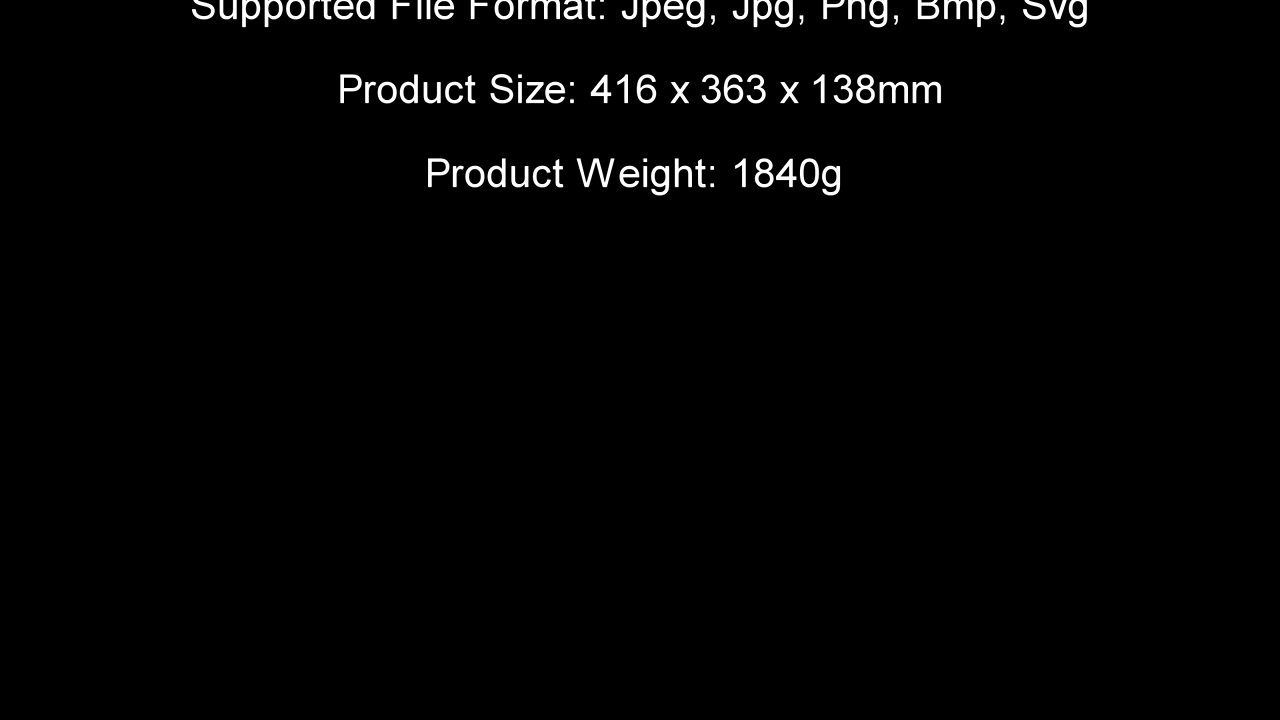 Supported File Format: Jpeg, Jpg, Png, Bmp, Svg
Product Size: 416 x 363 x 138mm
Product Weight: 1840g